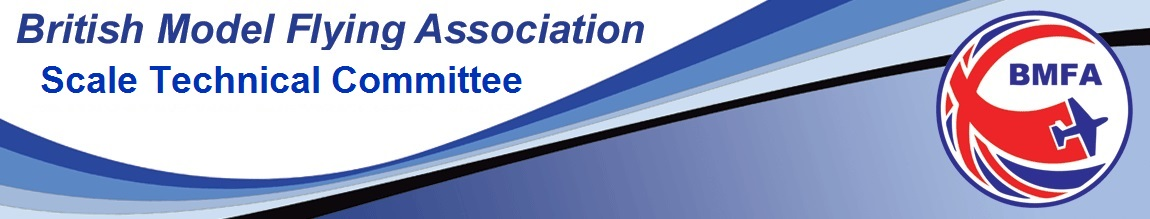 British Model Flying Association
Scale Technical Committee
BMFA